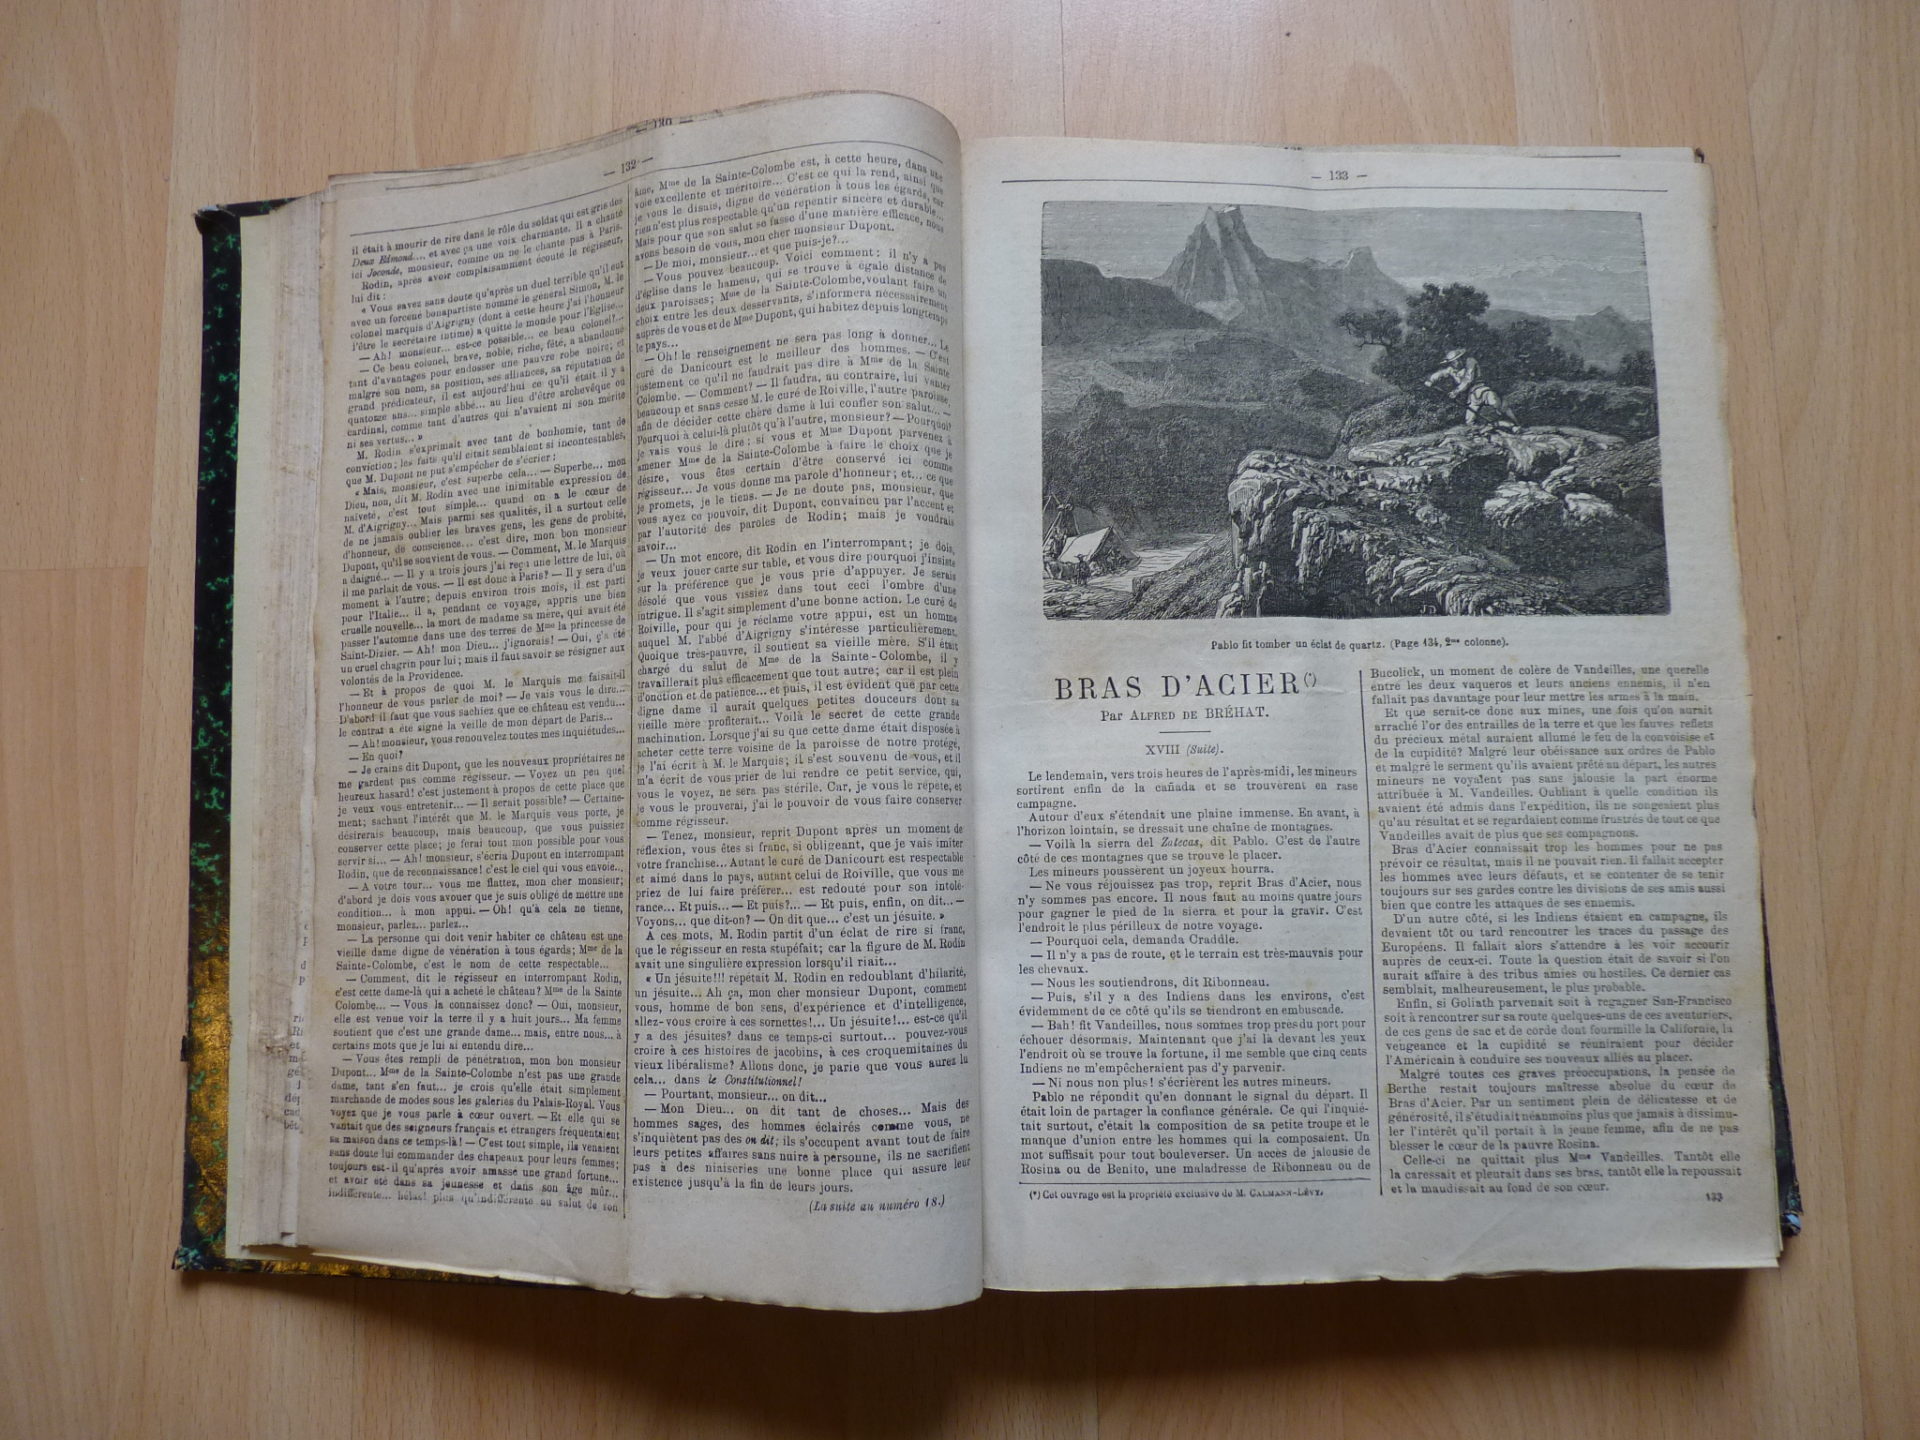 — 132 —
il était à mourir de rire dans le rôle du soldat qui est gris des
Deux Edmond..., et avec ça une voix charmante. Il a chanté
ici Joconde, monsieur, comme on ne le chante pas à Paris.
Rodin, après avoir complaisamment écouté le régisseur,
lui dit :
« Vous savez sans doute qu'après un duel terrible qu'il eut
avec un forcené bonapartiste nommé le général Simon, M. le
colonel marquis d'Aigrigny (dont à cette heure j'ai l'honneur
d'être le secrétaire intime) a quitté le monde pour l'Église...
— Ah! monsieur... est-ce possible... ce beau colonel?...
— Ce beau colonel, brave, noble, riche, fêté, a abandonné
tant d'avantages pour endosser une pauvre robe noire; et
malgré son nom, sa position, ses alliances, sa réputation de
grand prédicateur, il est aujourd'hui ce qu'il était il y a
quatorze ans... simple abbé... au lieu d'être archevêque ou
cardinal, comme tant d'autres qui n'avaient ni son mérite
ni ses vertus... »
M. Rodin s'exprimait avec tant de bonhomie, tant de
conviction; les faits qu'il citait semblaient si incontestables,
que M. Dupont ne put s'empêcher de s'écrier :
« Mais, monsieur, c'est superbe cela... — Superbe... mon
Dieu, non, dit M. Rodin avec une inimitable expression de
naïveté, c'est tout simple... quand on a le cœur de
M. d'Aigrigny... Mais parmi ses qualités, il a surtout celle
de ne jamais oublier les braves gens, les gens de probité,
d'honneur, de conscience... c'est dire, mon bon monsieur
Dupont, qu'il se souvient de vous. — Comment, M. le Marquis
a daigné... — Il y a trois jours j'ai reçu une lettre de lui, où
il me parlait de vous. — Il est donc à Paris? — Il y sera d'un
moment à l'autre; depuis environ trois mois, il est parti
pour l'Italie... il a, pendant ce voyage, appris une bien
cruelle nouvelle... la mort de madame sa mère, qui avait été
passer l'automne dans une des terres de Mme la princesse de
Saint-Dizier. — Ah! mon Dieu... j'ignorais! — Oui, ç'a été
un cruel chagrin pour lui; mais il faut savoir se résigner aux
volontés de la Providence.
— Et à propos de quoi M. le Marquis me faisait-il
l'honneur de vous parler de moi? — Je vais vous le dire...
D'abord il faut que vous sachiez que ce château est vendu...
le contrat a été signé la veille de mon départ de Paris...
— Ah! monsieur, vous renouvelez toutes mes inquiétudes...
— En quoi?
— Je crains dit Dupont, que les nouveaux propriétaires ne
me gardent pas comme régisseur. — Voyez un peu quel
heureux hasard! c'est justement à propos de cette place que
je veux vous entretenir... — Il serait possible? — Certaine-
ment; sachant l'intérêt que M. le Marquis vous porte, je
désirerais beaucoup, mais beaucoup, que vous puissiez
conserver cette place; je ferai tout mon possible pour vous
servir si... — Ah! monsieur, s'écria Dupont en interrompant
Rodin, que de reconnaissance! c'est le ciel qui vous envoie...
— A votre tour... vous me flattez, mon cher monsieur;
d'abord je dois vous avouer que je suis obligé de mettre une
condition... à mon appui. — Oh! qu'à cela ne tienne,
monsieur, parlez... parlez...
— La personne qui doit venir habiter ce château est une
vieille dame digne de vénération à tous égards; Mme de la
Sainte-Colombe, c'est le nom de cette respectable...
— Comment, dit le régisseur en interrompant Rodin,
c'est cette dame-là qui a acheté le château? Mme de la Sainte
Colombe... — Vous la connaissez donc? — Oui, monsieur,
elle est venue voir la terre il y a huit jours... Ma femme
soutient que c'est une grande dame... mais, entre nous... à
certains mots que je lui ai entendu dire...
— Vous êtes rempli de pénétration, mon bon monsieur
Dupont... Mme de la Sainte-Colombe n'est pas une grande
dame, tant s'en faut... je crois qu'elle était simplement
marchande de modes sous les galeries du Palais-Royal. Vous
voyez que je vous parle à cœur ouvert. — Et elle qui se
vantait que des seigneurs français et étrangers fréquentaient
sa maison dans ce temps-là! — C'est tout simple, ils venaient
sans doute lui commander des chapeaux pour leurs femmes;
toujours est-il qu'après avoir amassé une grand fortune...
et avoir été dans sa jeunesse et dans son âge mûr...
indifférente... hélas! plus qu'indifférente au salut de son
âme, Mme de la Sainte-Colombe est, à cette heure, dans une
voie excellente et méritoire... C'est ce qui la rend, ainsi que
je vous le disais, digne de vénération à tous les égards, car
rien n'est plus respectable qu'un repentir sincère et durable...
Mais pour que son salut se fasse d'une manière efficace, nous
avons besoin de vous, mon cher monsieur Dupont.
— De moi, monsieur... et que puis-je?...
— Vous pouvez beaucoup. Voici comment : il n'y a pas
d'église dans le hameau, qui se trouve à égale distance de
deux paroisses; Mme de la Sainte-Colombe, voulant faire un
choix entre les deux desservants, s'informera nécessairement
auprès de vous et de Mme Dupont, qui habitez depuis longtemps
le pays...
— Oh! le renseignement ne sera pas long à donner... Le
curé de Danicourt est le meilleur des hommes. — C'est
justement ce qu'il ne faudrait pas dire à Mme de la Sainte
Colombe. — Comment? — Il faudra, au contraire, lui vanter
beaucoup et sans cesse M. le curé de Roiville, l'autre paroisse,
afin de décider cette chère dame à lui confier son salut... —
Pourquoi à celui-là plutôt qu'à l'autre, monsieur? — Pourquoi?
je vais vous le dire : si vous et Mme Dupont parvenez à
amener Mme de la Sainte-Colombe à faire le choix que je
désire, vous êtes certain d'être conservé ici comme
régisseur... Je vous donne ma parole d'honneur; et... ce que
je promets, je le tiens. — Je ne doute pas, monsieur, que
vous ayez ce pouvoir, dit Dupont, convaincu par l'accent et
par l'autorité des paroles de Rodin; mais je voudrais
savoir...
— Un mot encore, dit Rodin en l'interrompant; je dois,
je veux jouer carte sur table, et vous dire pourquoi j'insiste
sur la préférence que je vous prie d'appuyer. Je serais
désolé que vous vissiez dans tout ceci l'ombre d'une
intrigue. Il s'agit simplement d'une bonne action. Le curé de
Roiville, pour qui je réclame votre appui, est un homme
auquel M. l'abbé d'Aigrigny s'intéresse particulièrement.
Quoique très-pauvre, il soutient sa vieille mère. S'il était
chargé du salut de Mme de la Sainte-Colombe, il y
travaillerait plus efficacement que tout autre; car il est plein
d'onction et de patience... et puis, il est évident que par cette
digne dame il aurait quelques petites douceurs dont sa
vieille mère profiterait... Voilà le secret de cette grande
machination. Lorsque j'ai su que cette dame était disposée à
acheter cette terre voisine de la paroisse de notre protégé,
je l'ai écrit à M. le Marquis; il s'est souvenu de vous, et il
m'a écrit de vous prier de lui rendre ce petit service, qui,
vous le voyez, ne sera pas stérile. Car, je vous le répète, et
je vous le prouverai, j'ai le pouvoir de vous faire conserver
comme régisseur.
— Tenez, monsieur, reprit Dupont après un moment de
réflexion, vous êtes si franc, si obligeant, que je vais imiter
votre franchise... Autant le curé de Danicourt est respectable
et aimé dans le pays, autant celui de Roiville, que vous me
priez de lui faire préférer... est redouté pour son intolé-
rance... Et puis... — Et puis?... — Et puis, enfin, on dit... —
Voyons... que dit-on? — On dit que... c'est un jésuite. »
A ces mots, M. Rodin partit d'un éclat de rire si franc,
que le régisseur en resta stupéfait; car la figure de M. Rodin
avait une singulière expression lorsqu'il riait...
« Un jésuite!!! répétait M. Rodin en redoublant d'hilarité,
un jésuite... Ah ça, mon cher monsieur Dupont, comment
vous, homme de bon sens, d'expérience et d'intelligence,
allez-vous croire à ces sornettes!... Un jésuite!... est-ce qu'il
y a des jésuites? dans ce temps-ci surtout... pouvez-vous
croire à ces histoires de jacobins, à ces croquemitaines du
vieux libéralisme? Allons donc, je parie que vous aurez lu
cela... dans le Constitutionnel!
— Pourtant, monsieur... on dit...
— Mon Dieu... on dit tant de choses... Mais des
hommes sages, des hommes éclairés comme vous, ne
s'inquiètent pas des on dit; ils s'occupent avant tout de faire
leurs petites affaires sans nuire à personne, ils ne sacrifient
pas à des niaiseries une bonne place qui assure leur
existence jusqu'à la fin de leurs jours.
(La suite au numéro 18.)
— 133 —
J D
Pablo fit tomber un éclat de quartz. (Page 134, 2me colonne).
BRAS D'ACIER(*)
Par ALFRED DE BRÉHAT.
XVIII (Suite).
Le lendemain, vers trois heures de l'après-midi, les mineurs
sortirent enfin de la cañada et se trouvèrent en rase
campagne.
Autour d'eux s'étendait une plaine immense. En avant, à
l'horizon lointain, se dressait une chaîne de montagnes.
— Voilà la sierra del Zatecas, dit Pablo. C'est de l'autre
côté de ces montagnes que se trouve le placer.
Les mineurs poussèrent un joyeux hourra.
— Ne vous réjouissez pas trop, reprit Bras d'Acier, nous
n'y sommes pas encore. Il nous faut au moins quatre jours
pour gagner le pied de la sierra et pour la gravir. C'est
l'endroit le plus périlleux de notre voyage.
— Pourquoi cela, demanda Craddle.
— Il n'y a pas de route, et le terrain est très-mauvais pour
les chevaux.
— Nous les soutiendrons, dit Ribonneau.
— Puis, s'il y a des Indiens dans les environs, c'est
évidemment de ce côté qu'ils se tiendront en embuscade.
— Bah! fit Vandeilles, nous sommes trop près du port pour
échouer désormais. Maintenant que j'ai là devant les yeux
l'endroit où se trouve la fortune, il me semble que cinq cents
Indiens ne m'empêcheraient pas d'y parvenir.
— Ni nous non plus! s'écrièrent les autres mineurs.
Pablo ne répondit qu'en donnant le signal du départ. Il
était loin de partager la confiance générale. Ce qui l'inquié-
tait surtout, c'était la composition de sa petite troupe et le
manque d'union entre les hommes qui la composaient. Un
mot suffisait pour tout bouleverser. Un accès de jalousie de
Rosina ou de Benito, une maladresse de Ribonneau ou de
(*) Cet ouvrage est la propriété exclusive de M. CALMANN-LÉVY.
Bucolick, un moment de colère de Vandeilles, une querelle
entre les deux vaqueros et leurs anciens ennemis, il n'en
fallait pas davantage pour leur mettre les armes à la main.
Et que serait-ce donc aux mines, une fois qu'on aurait
arraché l'or des entrailles de la terre et que les fauves reflets
du précieux métal auraient allumé le feu de la convoitise et
de la cupidité? Malgré leur obéissance aux ordres de Pablo
et malgré le serment qu'ils avaient prêté au départ, les autres
mineurs ne voyaient pas sans jalousie la part énorme
attribuée à M. Vandeilles. Oubliant à quelle condition ils
avaient été admis dans l'expédition, ils ne songeaient plus
qu'au résultat et se regardaient comme frustrés de tout ce que
Vandeilles avait de plus que ses compagnons.
Bras d'Acier connaissait trop les hommes pour ne pas
prévoir ce résultat, mais il ne pouvait rien. Il fallait accepter
les hommes avec leurs défauts, et se contenter de se tenir
toujours sur ses gardes contre les divisions de ses amis aussi
bien que contre les attaques de ses ennemis.
D'un autre côté, si les Indiens étaient en campagne, ils
devaient tôt ou tard rencontrer les traces du passage des
Européens. Il fallait alors s'attendre à les voir accourir
auprès de ceux-ci. Toute la question était de savoir si l'on
aurait affaire à des tribus amies ou hostiles. Ce dernier cas
semblait, malheureusement, le plus probable.
Enfin, si Goliath parvenait soit à regagner San-Francisco
soit à rencontrer sur sa route quelques-uns de ces aventuriers,
de ces gens de sac et de corde dont fourmille la Californie, la
vengeance et la cupidité se réuniraient pour décider
l'Américain à conduire ses nouveaux alliés au placer.
Malgré toutes ces graves préoccupations, la pensée de
Berthe restait toujours maîtresse absolue du cœur de
Bras d'Acier. Par un sentiment plein de délicatesse et de
générosité, il s'étudiait néanmoins plus que jamais à dissimu-
ler l'intérêt qu'il portait à la jeune femme, afin de ne pas
blesser le cœur de la pauvre Rosina.
Celle-ci ne quittait plus Mme Vandeilles. Tantôt elle
la caressait et pleurait dans ses bras, tantôt elle la repoussait
et la maudissait au fond de son cœur.
133